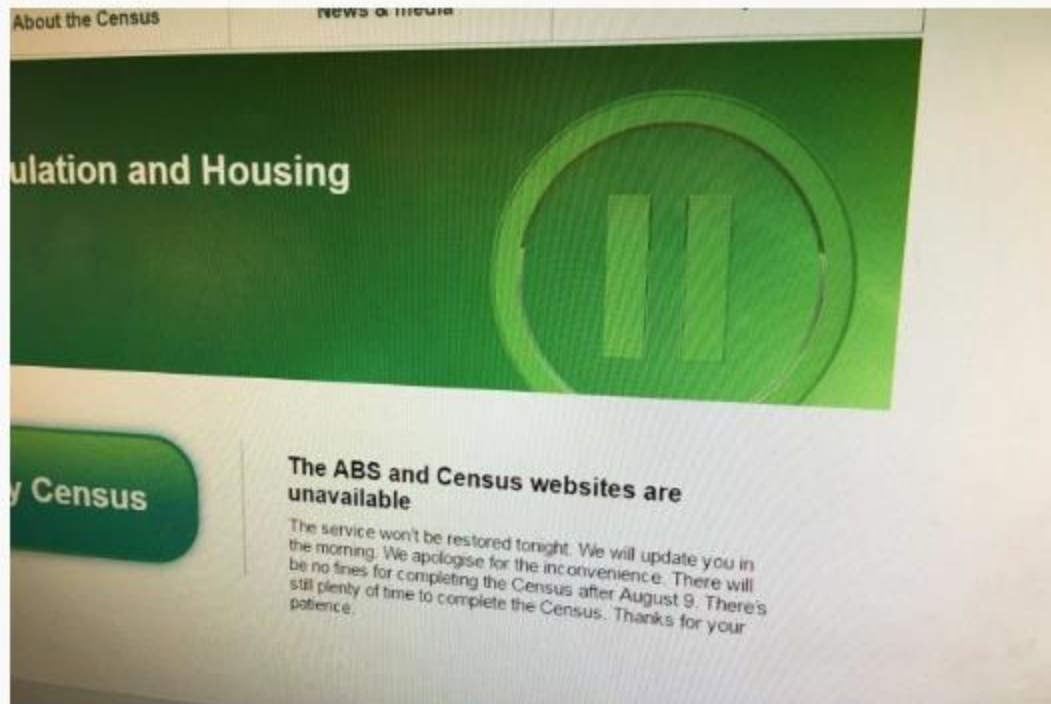 About the Census
News & media
ulation and Housing
y Census
The ABS and Census websites are
unavailable
The service won't be restored tonight. We will update you in
the morning. We apologise for the inconvenience. There will
be no fines for completing the Census after August 9. There's
still plenty of time to complete the Census. Thanks for your
patience.